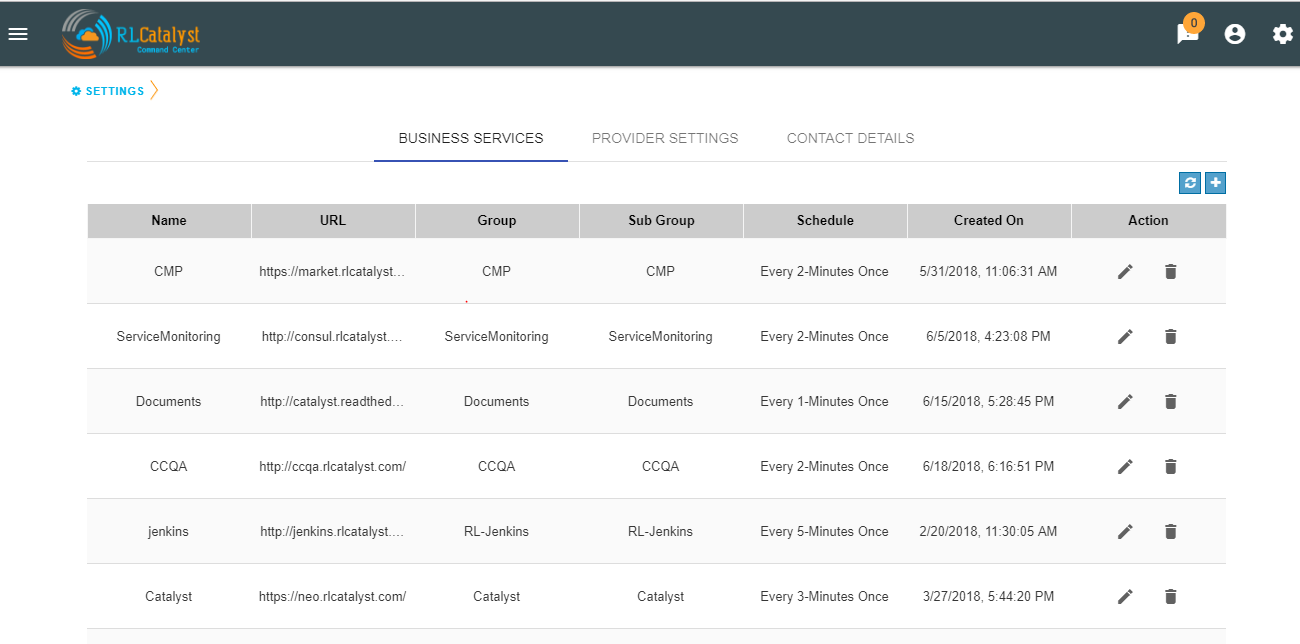 0
RLCatalyst
Command Center
SETTINGS
BUSINESS SERVICES PROVIDER SETTINGS CONTACT DETAILS
Name URL Group Sub Group Schedule Created On Action
CMP https://market.rlcatalyst... CMP CMP Every 2-Minutes Once 5/31/2018, 11:06:31 AM
ServiceMonitoring http://consul.rlcatalyst.... ServiceMonitoring ServiceMonitoring Every 2-Minutes Once 6/5/2018, 4:23:08 PM
Documents http://catalyst.readthed... Documents Documents Every 1-Minutes Once 6/15/2018, 5:28:45 PM
CCQA http://ccqa.rlcatalyst.com/ CCQA CCQA Every 2-Minutes Once 6/18/2018, 6:16:51 PM
jenkins http://jenkins.rlcatalyst.... RL-Jenkins RL-Jenkins Every 5-Minutes Once 2/20/2018, 11:30:05 AM
Catalyst https://neo.rlcatalyst.com/ Catalyst Catalyst Every 3-Minutes Once 3/27/2018, 5:44:20 PM